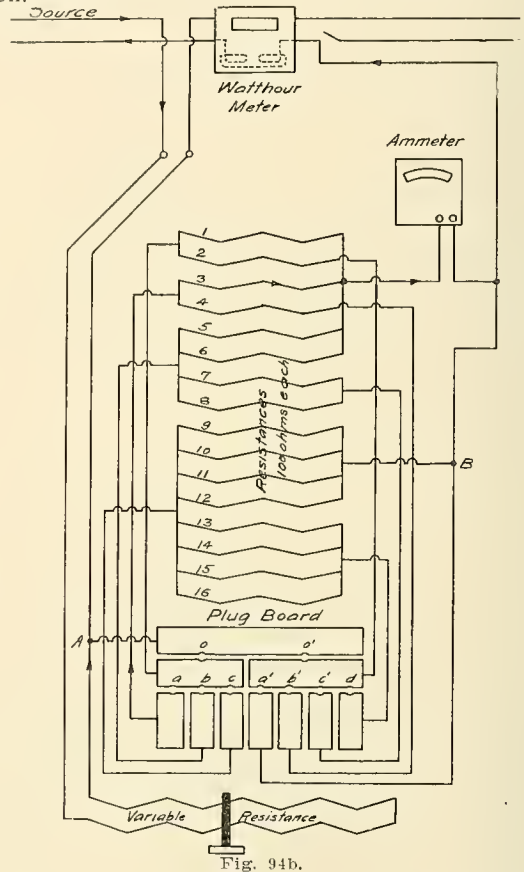 Source
Watthour
Meter
Ammeter
1
2
3
4
5
6
7
8
9
10
11
12
13
14
15
16
Resistances
100 ohms each
B
Plug Board
A
o o'
a b c a' b' c' d
Variable Resistance
Fig. 94b.